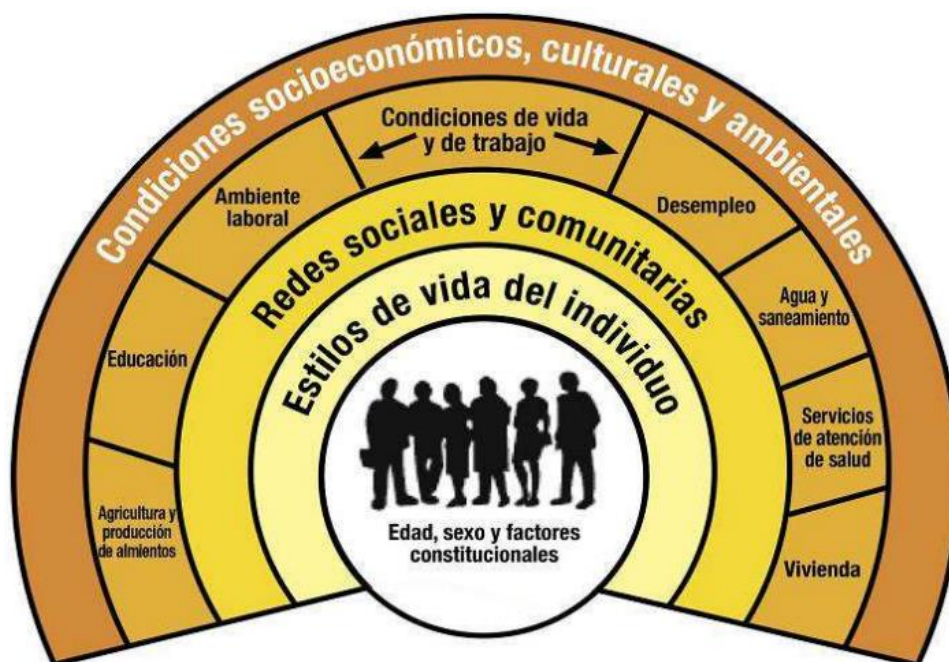 Condiciones socioeconómicos, culturales y ambientales
Condiciones de vida
y de trabajo
Ambiente
laboral
Desempleo
Redes sociales y comunitarias
Agua y
saneamiento
Estilos de vida del individuo
Educación
Servicios
de atención
de salud
Agricultura y
producción
de almientos
Edad, sexo y factores
constitucionales
Vivienda